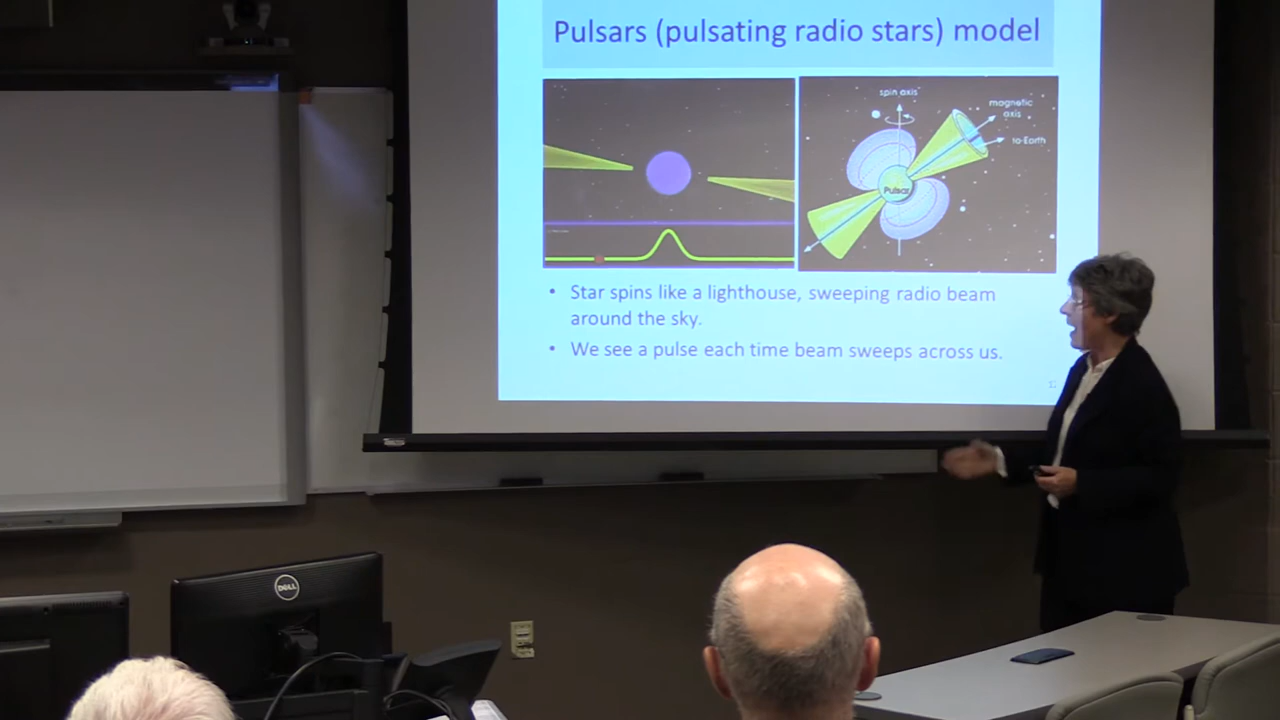 Pulsars (pulsating radio stars) model
spin axis
magnetic
axis
to Earth
Pulsar
• Star spins like a lighthouse, sweeping radio beam
around the sky.
• We see a pulse each time beam sweeps across us.
DELL